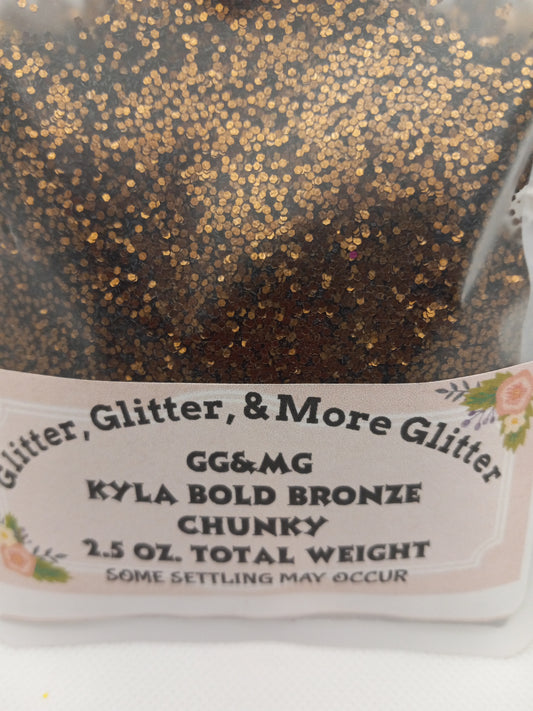 Glitter, Glitter, & More Glitter
GG&MG
KYLA BOLD BRONZE
CHUNKY
2.5 OZ. TOTAL WEIGHT
SOME SETTLING MAY OCCUR